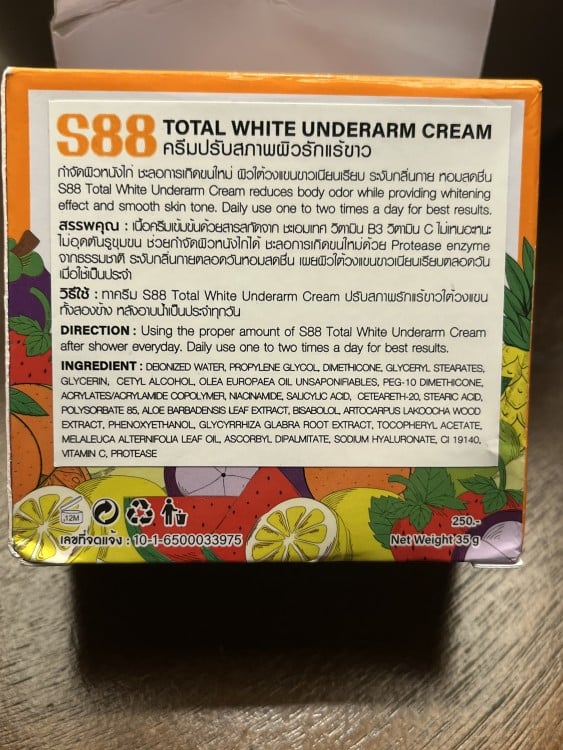 S88 TOTAL WHITE UNDERARM CREAM
ครีมปรับสภาพผิวรักแร้ขาว
กำจัดผิวหนังไก่ ชะลอการเกิดขนใหม่ ผิวใต้วงแขนขาวเนียนเรียบ ระงับกลิ่นกาย หอมสดชื่น
S88 Total White Underarm Cream reduces body odor while providing whitening
effect and smooth skin tone. Daily use one to two times a day for best results.
สรรพคุณ : เนื้อครีมเข้มข้นด้วยสารสกัดจาก ชะเอมเทศ วิตามิน B3 วิตามิน C ไม่เหนอะหนะ
ไม่อุดตันรูขุมขน ช่วยกำจัดผิวหนังไก่ได้ ชะลอการเกิดขนใหม่ด้วย Protease enzyme
จากธรรมชาติ ระงับกลิ่นกายตลอดวันหอมสดชื่น เผยผิวใต้วงแขนขาวเนียนเรียบตลอดวัน
เมื่อใช้เป็นประจำ
วิธีใช้ : ทาครีม S88 Total White Underarm Cream ปรับสภาพรักแร้ขาวใต้วงแขน
ทั้งสองข้าง หลังอาบน้ำเป็นประจำทุกวัน
DIRECTION : Using the proper amount of S88 Total White Underarm Cream
after shower everyday. Daily use one to two times a day for best results.
INGREDIENT : DEIONIZED WATER, PROPYLENE GLYCOL, DIMETHICONE, GLYCERYL STEARATES,
GLYCERIN, CETYL ALCOHOL, OLEA EUROPAEA OIL UNSAPONIFIABLES, PEG-10 DIMETHICONE,
ACRYLATES/ACRYLAMIDE COPOLYMER, NIACINAMIDE, SALICYLIC ACID, CETEARETH-20, STEARIC ACID,
POLYSORBATE 85, ALOE BARBADENSIS LEAF EXTRACT, BISABOLOL, ARTOCARPUS LAKOOCHA WOOD
EXTRACT, PHENOXYETHANOL, GLYCYRRHIZA GLABRA ROOT EXTRACT, TOCOPHERYL ACETATE,
MELALEUCA ALTERNIFOLIA LEAF OIL, ASCORBYL DIPALMITATE, SODIUM HYALURONATE, CI 19140,
VITAMIN C, PROTEASE
12M
250.-
เลขที่จดแจ้ง : 10-1-6500033975
Net Weight 35 g